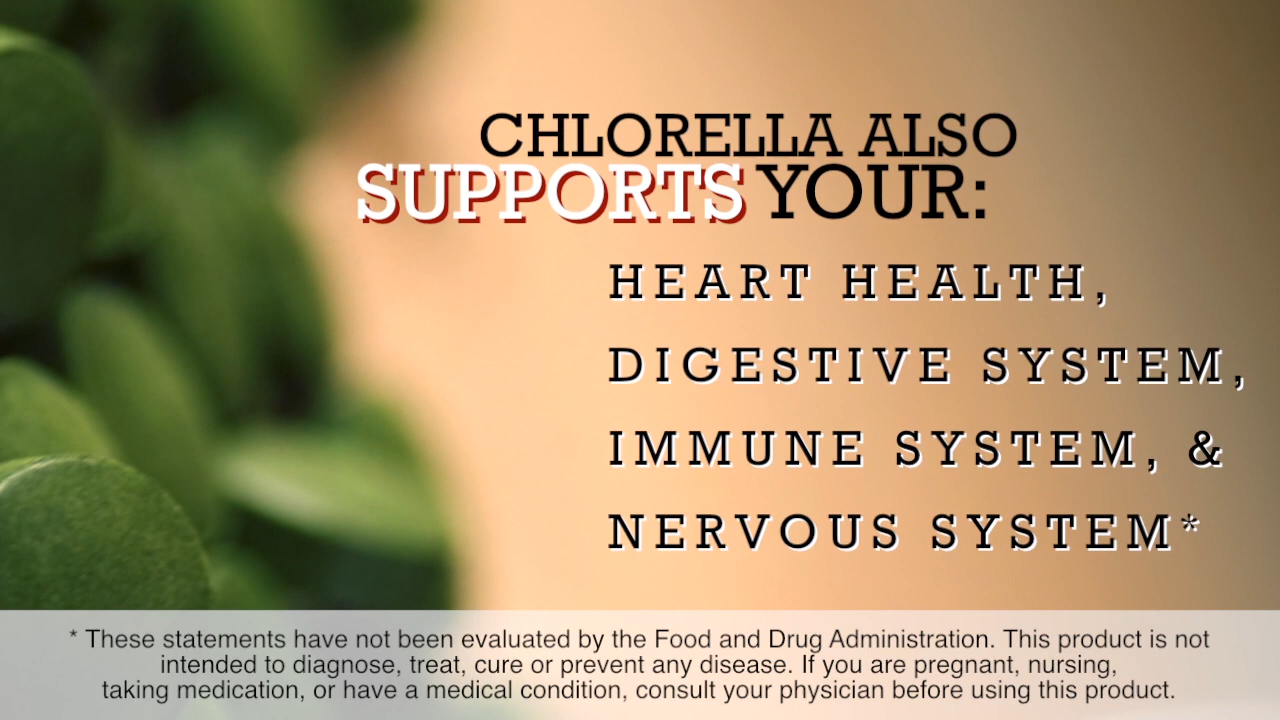 CHLORELLA ALSO
SUPPORTS YOUR:
HEART HEALTH,
DIGESTIVE SYSTEM,
IMMUNE SYSTEM, &
NERVOUS SYSTEM*
* These statements have not been evaluated by the Food and Drug Administration. This product is not
intended to diagnose, treat, cure or prevent any disease. If you are pregnant, nursing,
taking medication, or have a medical condition, consult your physician before using this product.